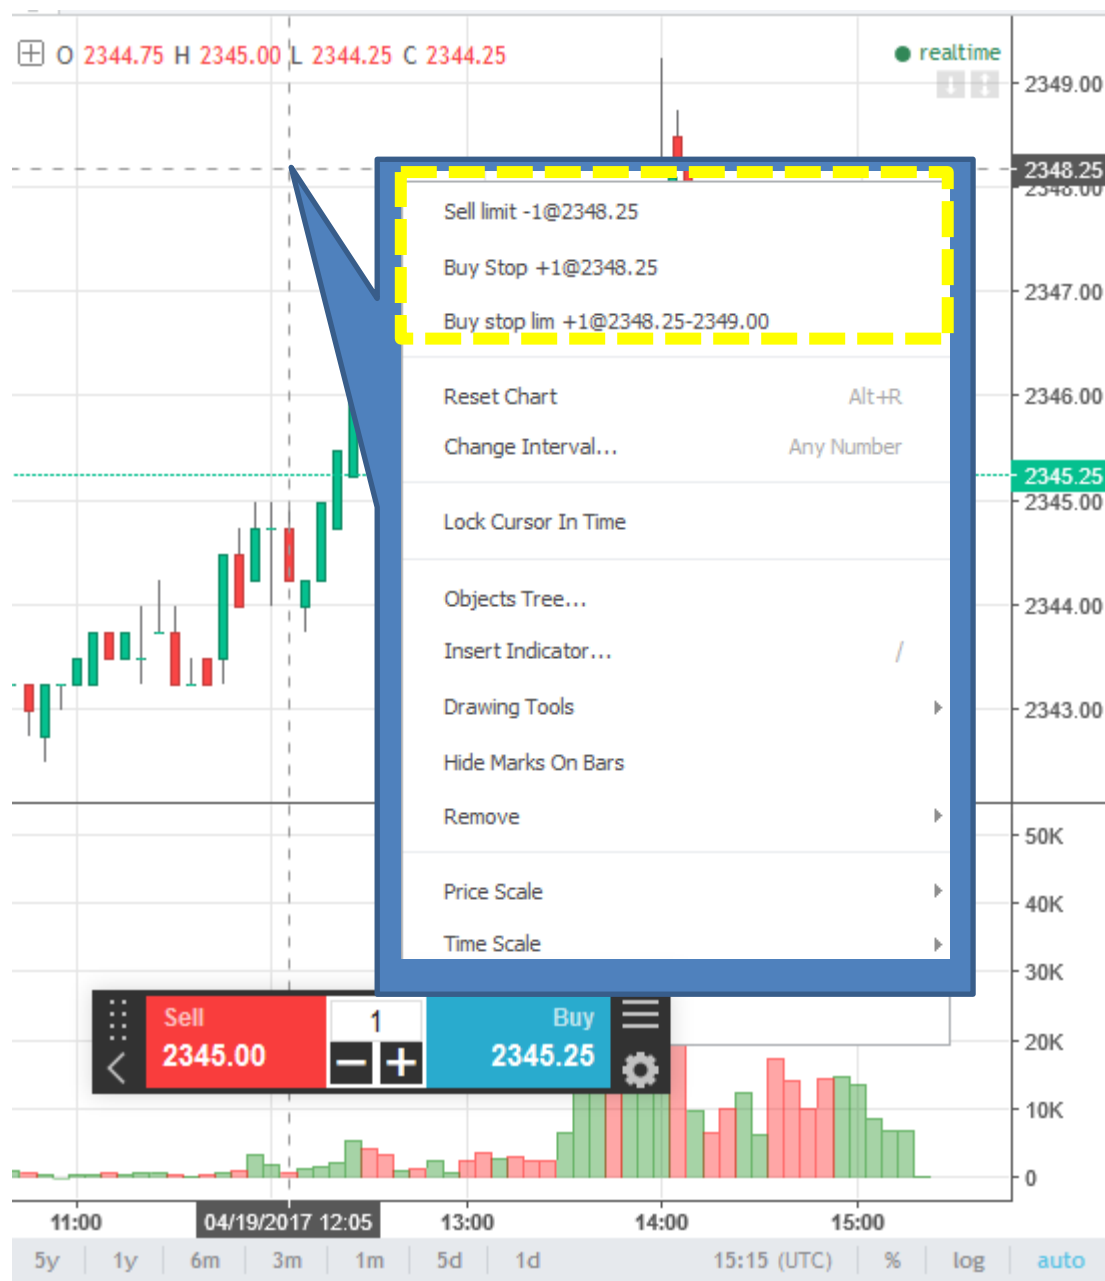 O 2344.75 H 2345.00 L 2344.25 C 2344.25
realtime
2349.00
2348.25
2348.00
Sell limit -1@2348.25
Buy Stop +1@2348.25
2347.00
Buy stop lim +1@2348.25-2349.00
Reset Chart Alt+R
2346.00
Change Interval... Any Number
2345.25
2345.00
Lock Cursor In Time
Objects Tree...
2344.00
Insert Indicator... /
Drawing Tools
2343.00
Hide Marks On Bars
Remove
50K
Price Scale
40K
Time Scale
30K
Sell 1 Buy
2345.00 2345.25
20K
10K
0
11:00 04/19/2017 12:05 13:00 14:00 15:00
5y 1y 6m 3m 1m 5d 1d 15:15 (UTC) % log auto